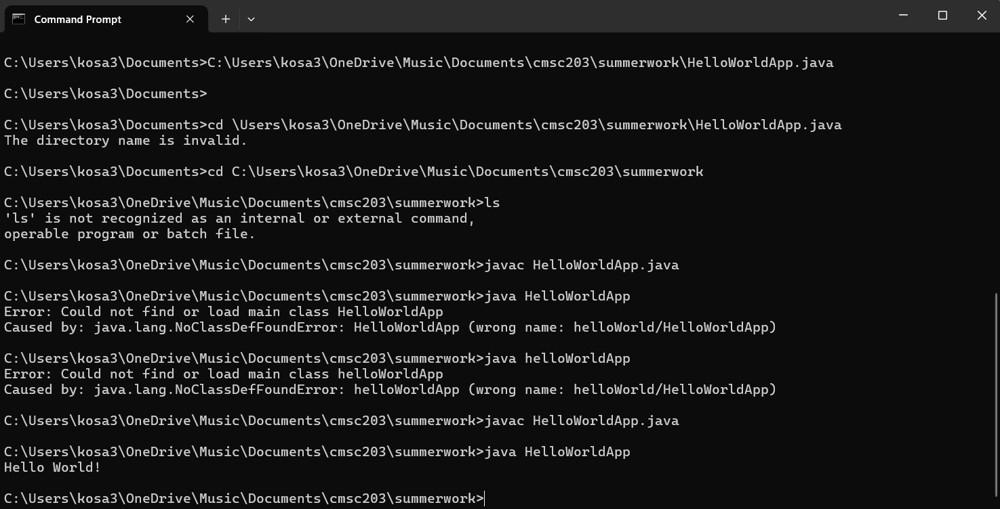 Command Prompt
C:\Users\kosa3\Documents>C:\Users\kosa3\OneDrive\Music\Documents\cmsc203\summerwork\HelloWorldApp.java
C:\Users\kosa3\Documents>
C:\Users\kosa3\Documents>cd \Users\kosa3\OneDrive\Music\Documents\cmsc203\summerwork\HelloWorldApp.java
The directory name is invalid.
C:\Users\kosa3\Documents>cd C:\Users\kosa3\OneDrive\Music\Documents\cmsc203\summerwork
C:\Users\kosa3\OneDrive\Music\Documents\cmsc203\summerwork>ls
'ls' is not recognized as an internal or external command,
operable program or batch file.
C:\Users\kosa3\OneDrive\Music\Documents\cmsc203\summerwork>javac HelloWorldApp.java
C:\Users\kosa3\OneDrive\Music\Documents\cmsc203\summerwork>java HelloWorldApp
Error: Could not find or load main class HelloWorldApp
Caused by: java.lang.NoClassDefFoundError: HelloWorldApp (wrong name: helloWorld/HelloWorldApp)
C:\Users\kosa3\OneDrive\Music\Documents\cmsc203\summerwork>java helloWorldApp
Error: Could not find or load main class helloWorldApp
Caused by: java.lang.NoClassDefFoundError: helloWorldApp (wrong name: helloWorld/HelloWorldApp)
C:\Users\kosa3\OneDrive\Music\Documents\cmsc203\summerwork>javac HelloWorldApp.java
C:\Users\kosa3\OneDrive\Music\Documents\cmsc203\summerwork>java HelloWorldApp
Hello World!
C:\Users\kosa3\OneDrive\Music\Documents\cmsc203\summerwork>